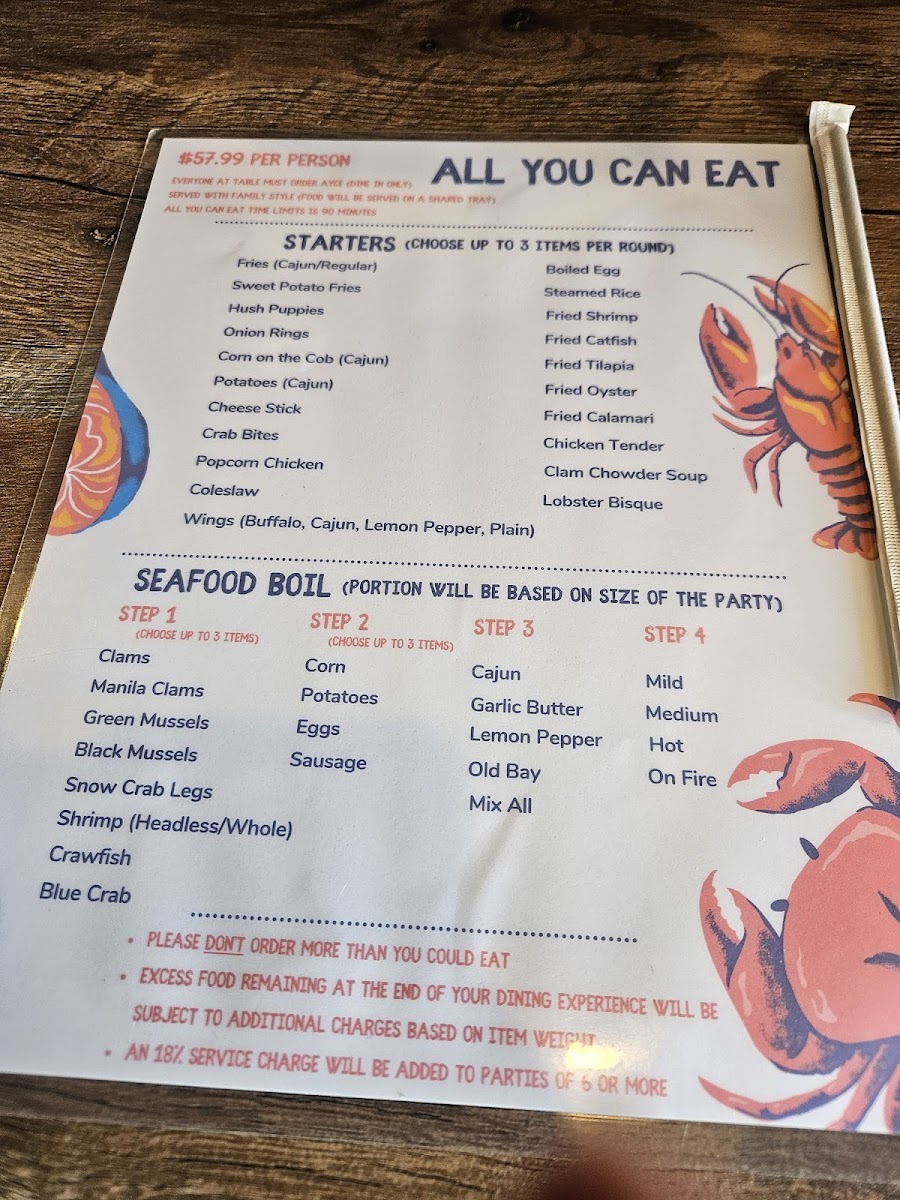 $57.99 PER PERSON
ALL YOU CAN EAT
EVERYONE AT TABLE MUST ORDER AYCE (DINE IN ONLY)
SERVED WITH FAMILY STYLE (FOOD WILL BE SERVED ON A SHARED TRAY)
ALL YOU CAN EAT TIME LIMITS IS 90 MINUTES
STARTERS (CHOOSE UP TO 3 ITEMS PER ROUND)
Fries (Cajun/Regular)
Sweet Potato Fries
Hush Puppies
Onion Rings
Corn on the Cob (Cajun)
Potatoes (Cajun)
Cheese Stick
Crab Bites
Popcorn Chicken
Coleslaw
Wings (Buffalo, Cajun, Lemon Pepper, Plain)
Boiled Egg
Steamed Rice
Fried Shrimp
Fried Catfish
Fried Tilapia
Fried Oyster
Fried Calamari
Chicken Tender
Clam Chowder Soup
Lobster Bisque
SEAFOOD BOIL (PORTION WILL BE BASED ON SIZE OF THE PARTY)
STEP 1
(CHOOSE UP TO 3 ITEMS)
Clams
Manila Clams
Green Mussels
Black Mussels
Snow Crab Legs
Shrimp (Headless/Whole)
Crawfish
Blue Crab
STEP 2
(CHOOSE UP TO 3 ITEMS)
Corn
Potatoes
Eggs
Sausage
STEP 3
Cajun
Garlic Butter
Lemon Pepper
Old Bay
Mix All
STEP 4
Mild
Medium
Hot
On Fire
• PLEASE DON'T ORDER MORE THAN YOU COULD EAT
• EXCESS FOOD REMAINING AT THE END OF YOUR DINING EXPERIENCE WILL BE
SUBJECT TO ADDITIONAL CHARGES BASED ON ITEM WEIGHT
• AN 18% SERVICE CHARGE WILL BE ADDED TO PARTIES OF 6 OR MORE